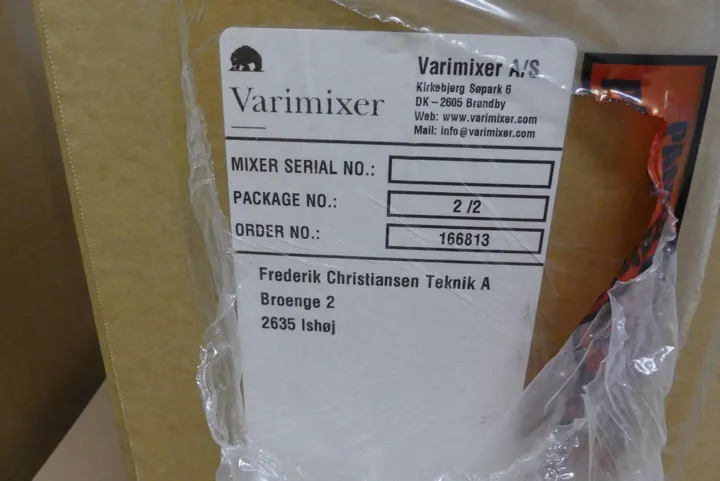 Varimixer
Varimixer A/S
Kirkebjerg Søpark 6
DK – 2605 Brøndby
Web: www.varimixer.com
Mail: info@varimixer.com
MIXER SERIAL NO.:
PACKAGE NO.: 2 /2
ORDER NO.: 166813
Frederik Christiansen Teknik A
Broenge 2
2635 Ishøj